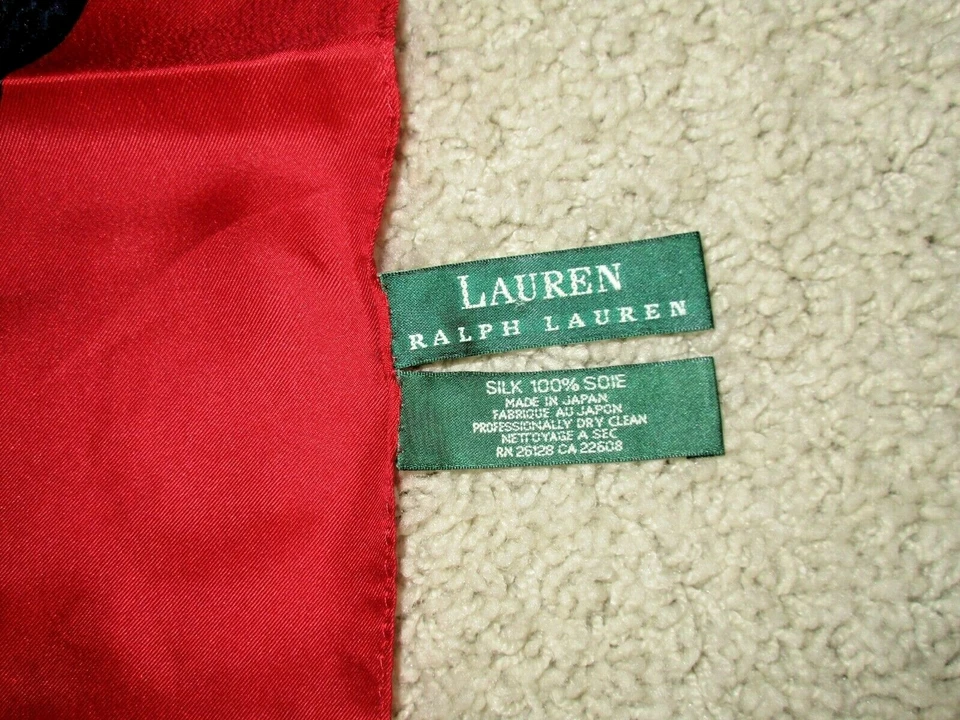 LAUREN
RALPH LAUREN
SILK 100% SOIE
MADE IN JAPAN
FABRIQUE AU JAPON
PROFESSIONALLY DRY CLEAN
NETTOYAGE A SEC
RN 26128 CA 22608